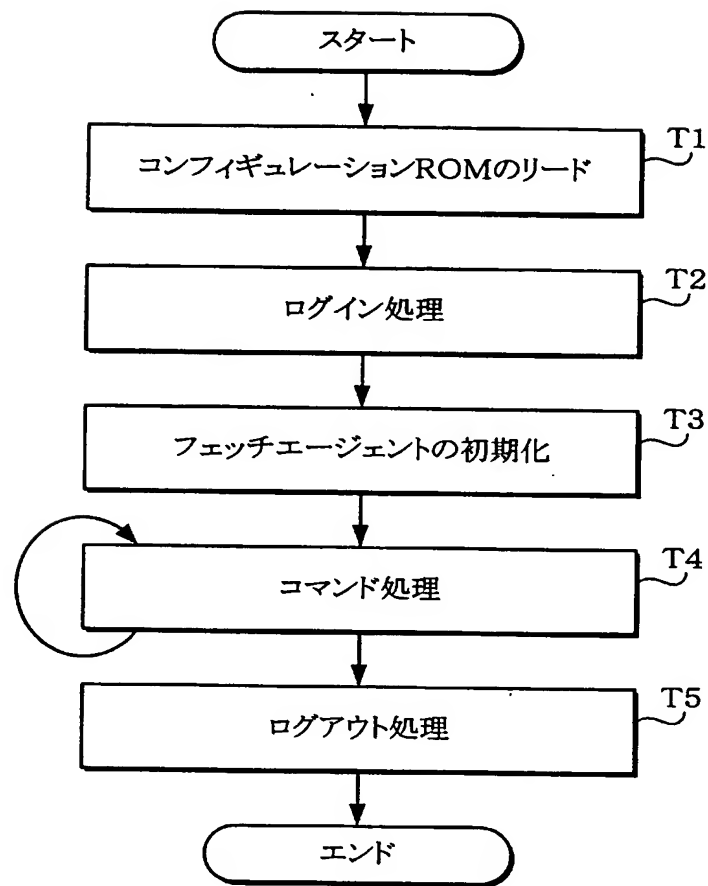 スタート
コンフィギュレーションROMのリード
T1
ログイン処理
T2
フェッチエージェントの初期化
T3
コマンド処理
T4
ログアウト処理
T5
エンド